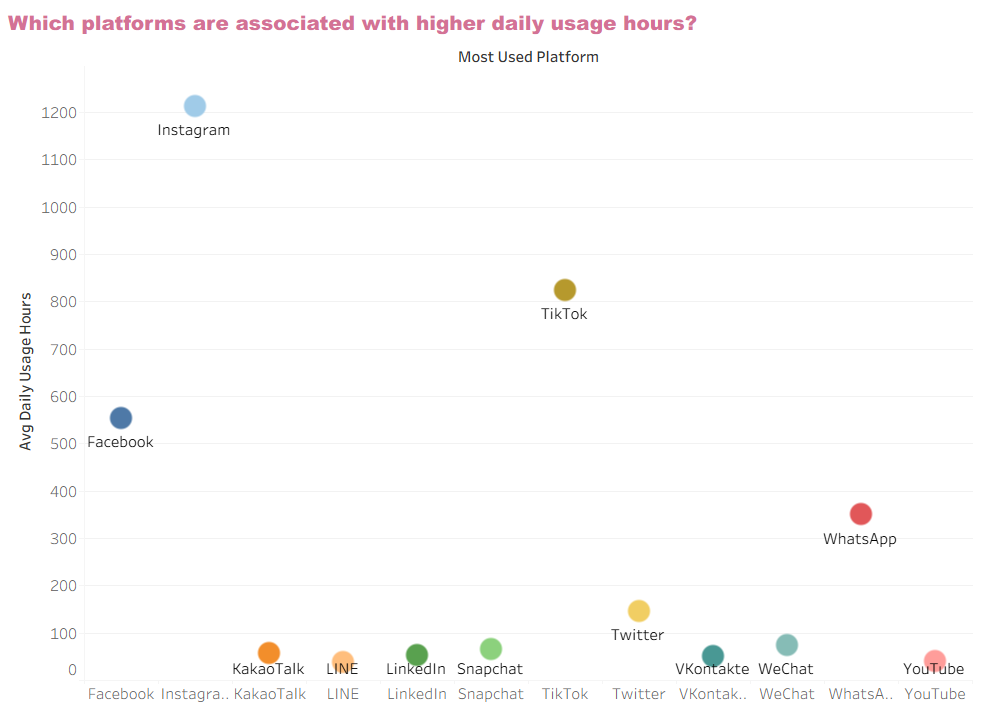 Which platforms are associated with higher daily usage hours?
Most Used Platform
Avg Daily Usage Hours
1200
1100
1000
900
800
700
600
500
400
300
200
100
0
Instagram
TikTok
Facebook
WhatsApp
Twitter
KakaoTalk LINE LinkedIn Snapchat VKontakte WeChat YouTube
Facebook Instagra.. KakaoTalk LINE LinkedIn Snapchat TikTok Twitter VKontak.. WeChat WhatsA.. YouTube